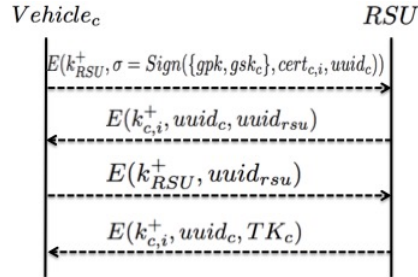 Vehicle_c RSU
E(k^+_{RSU}, σ = Sign({gpk, gsk_c}, cert_{c,i}, uuid_c))
E(k^+_{c,i}, uuid_c, uuid_{rsu})
E(k^+_{RSU}, uuid_{rsu})
E(k^+_{c,i}, uuid_c, TK_c)